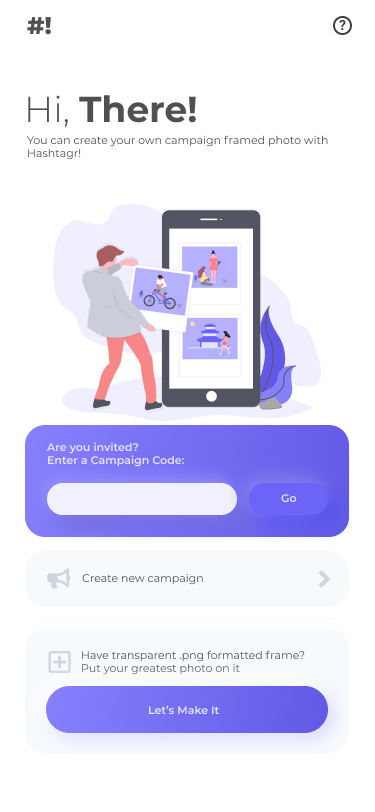 #!
?
Hi, There!
You can create your own campaign framed photo with
Hashtagr!
Are you invited?
Enter a Campaign Code:
Go
Create new campaign
Have transparent .png formatted frame?
Put your greatest photo on it
Let's Make It